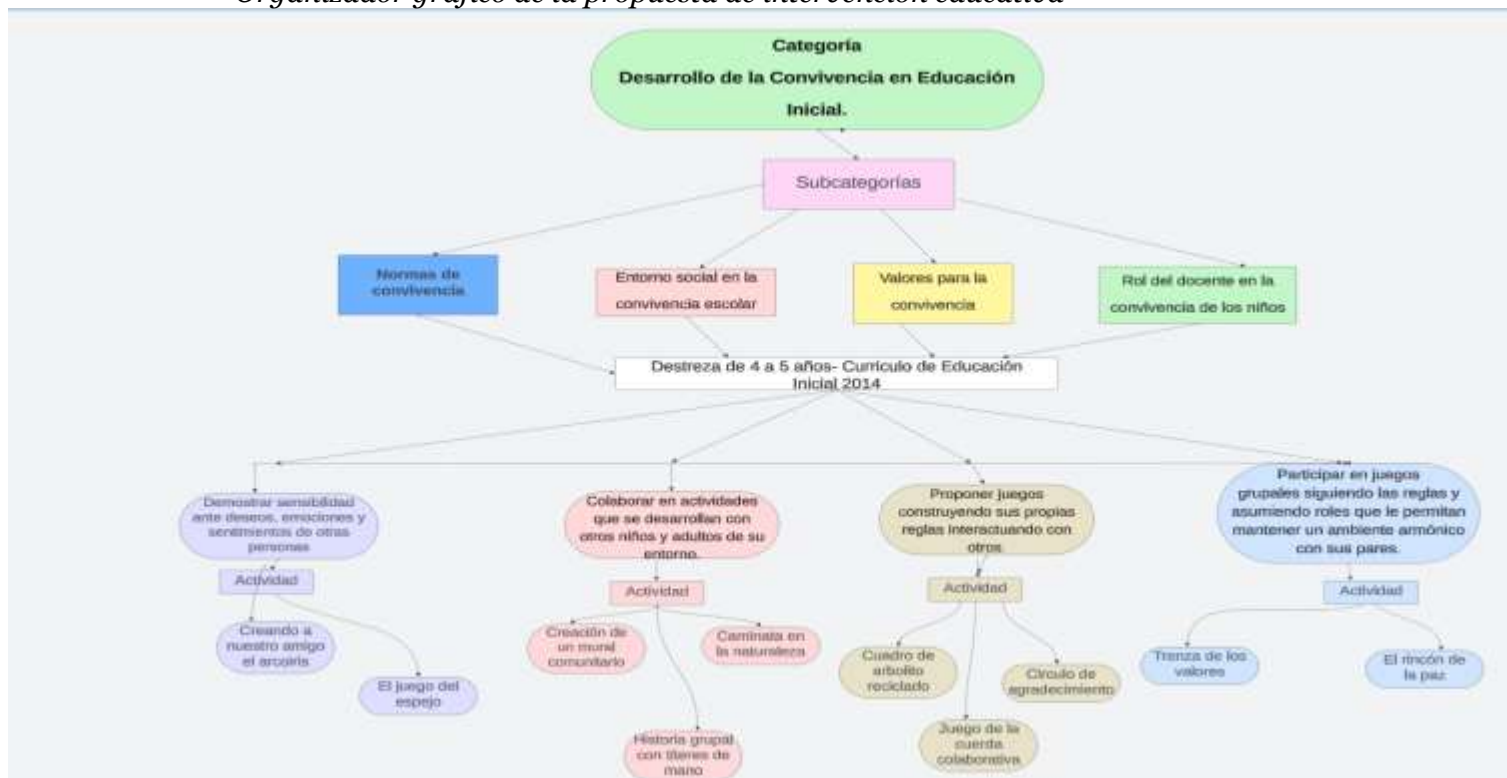 Organizador gráfico de la propuesta de intervención educativa
Categoría
Desarrollo de la Convivencia en Educación
Inicial.
Subcategorías
Normas de
convivencia
Entorno social en la
convivencia escolar
Valores para la
convivencia
Rol del docente en la
convivencia de los niños
Destreza de 4 a 5 años- Currículo de Educación
Inicial 2014
Demostrar sensibilidad
ante deseos, emociones y
sentimientos de otras
personas
Colaborar en actividades
que se desarrollan con
otros niños y adultos de su
entorno.
Proponer juegos
construyendo sus propias
reglas interactuando con
otros.
Participar en juegos
grupales siguiendo las reglas y
asumiendo roles que le permitan
mantener un ambiente armónico
con sus pares.
Actividad
Actividad
Actividad
Actividad
Creando a
nuestro amigo
el arcoiris
El juego del
espejo
Creación de
un mural
comunitario
Caminata en
la naturaleza
Historia grupal
con títeres de
mano
Cuadro de
arbolito
reciclado
Círculo de
agradecimiento
Juego de la
cuerda
colaborativa
Trenza de los
valores
El rincón de
la paz